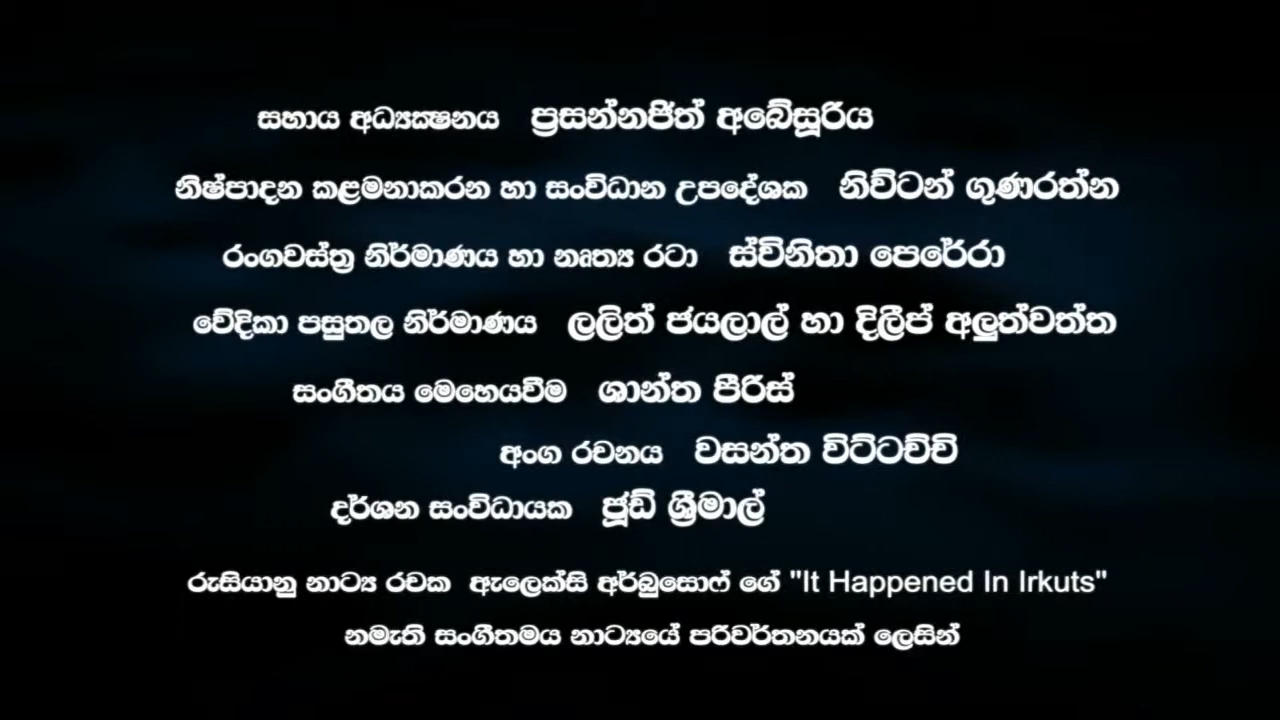 සහාය අධ්‍යක්‍ෂනය ප්‍රසන්නජිත් අබේසූරිය
නිෂ්පාදන කළමනාකරන හා සංවිධාන උපදේශක නිව්ටන් ගුණරත්න
රංගවස්ත්‍ර නිර්මාණය හා නෘත්‍ය රටා ස්වින්තා පෙරේරා
වේදිකා පසුතල නිර්මාණය ලලිත් ජයලාල් හා දිලීප් අලුත්වත්ත
සංගීතය මෙහෙයවීම ශාන්ත පීරිස්
අංග රචනය වසන්ත විට්ටච්චි
දර්ශන සංවිධායක ජූඩ් ශ්‍රීමාල්
රුසියානු නාට්‍ය රචක ඇලෙක්සි අර්බුසොෆ් ගේ "It Happened In Irkuts"
නමැති සංගීතමය නාට්‍යයේ පරිවර්තනයක් ලෙසින්